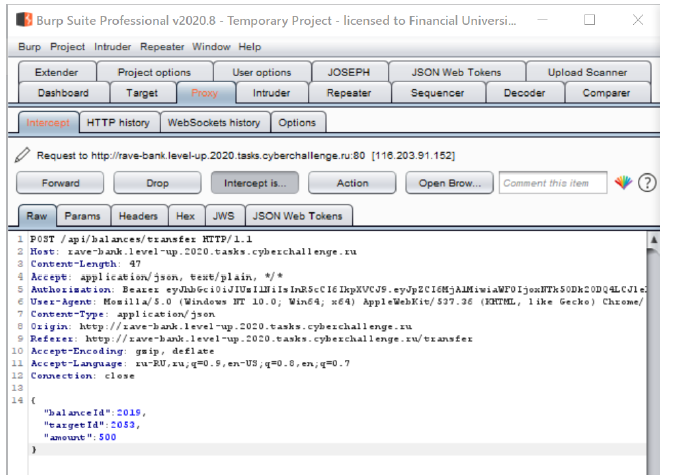 Burp Suite Professional v2020.8 - Temporary Project - licensed to Financial Universi...
Burp Project Intruder Repeater Window Help
Extender Project options User options JOSEPH JSON Web Tokens Upload Scanner
Dashboard Target Proxy Intruder Repeater Sequencer Decoder Comparer
Intercept HTTP history WebSockets history Options
Request to http://rave-bank.level-up.2020.tasks.cyberchallenge.ru:80 [116.203.91.152]
Forward Drop Intercept is... Action Open Brow... Comment this item ?
Raw Params Headers Hex JWS JSON Web Tokens
1 POST /api/balances/transfer HTTP/1.1
2 Host: rave-bank.level-up.2020.tasks.cyberchallenge.ru
3 Content-Length: 47
4 Accept: application/json, text/plain, */*
5 Authorization: Bearer
6 User-Agent: Mozilla/5.0 (Windows NT 10.0; Win64; x64) AppleWebKit/537.36 (KHTML, like Gecko) Chrome/
7 Content-Type: application/json
8 Origin: http://rave-bank.level-up.2020.tasks.cyberchallenge.ru
9 Referer: http://rave-bank.level-up.2020.tasks.cyberchallenge.ru/transfer
10 Accept-Encoding: gzip, deflate
11 Accept-Language: ru-RU,ru;q=0.9,en-US;q=0.8,en;q=0.7
12 Connection: close
13
14 {
"balanceId":2019,
"targetId":2053,
"amount":500
}